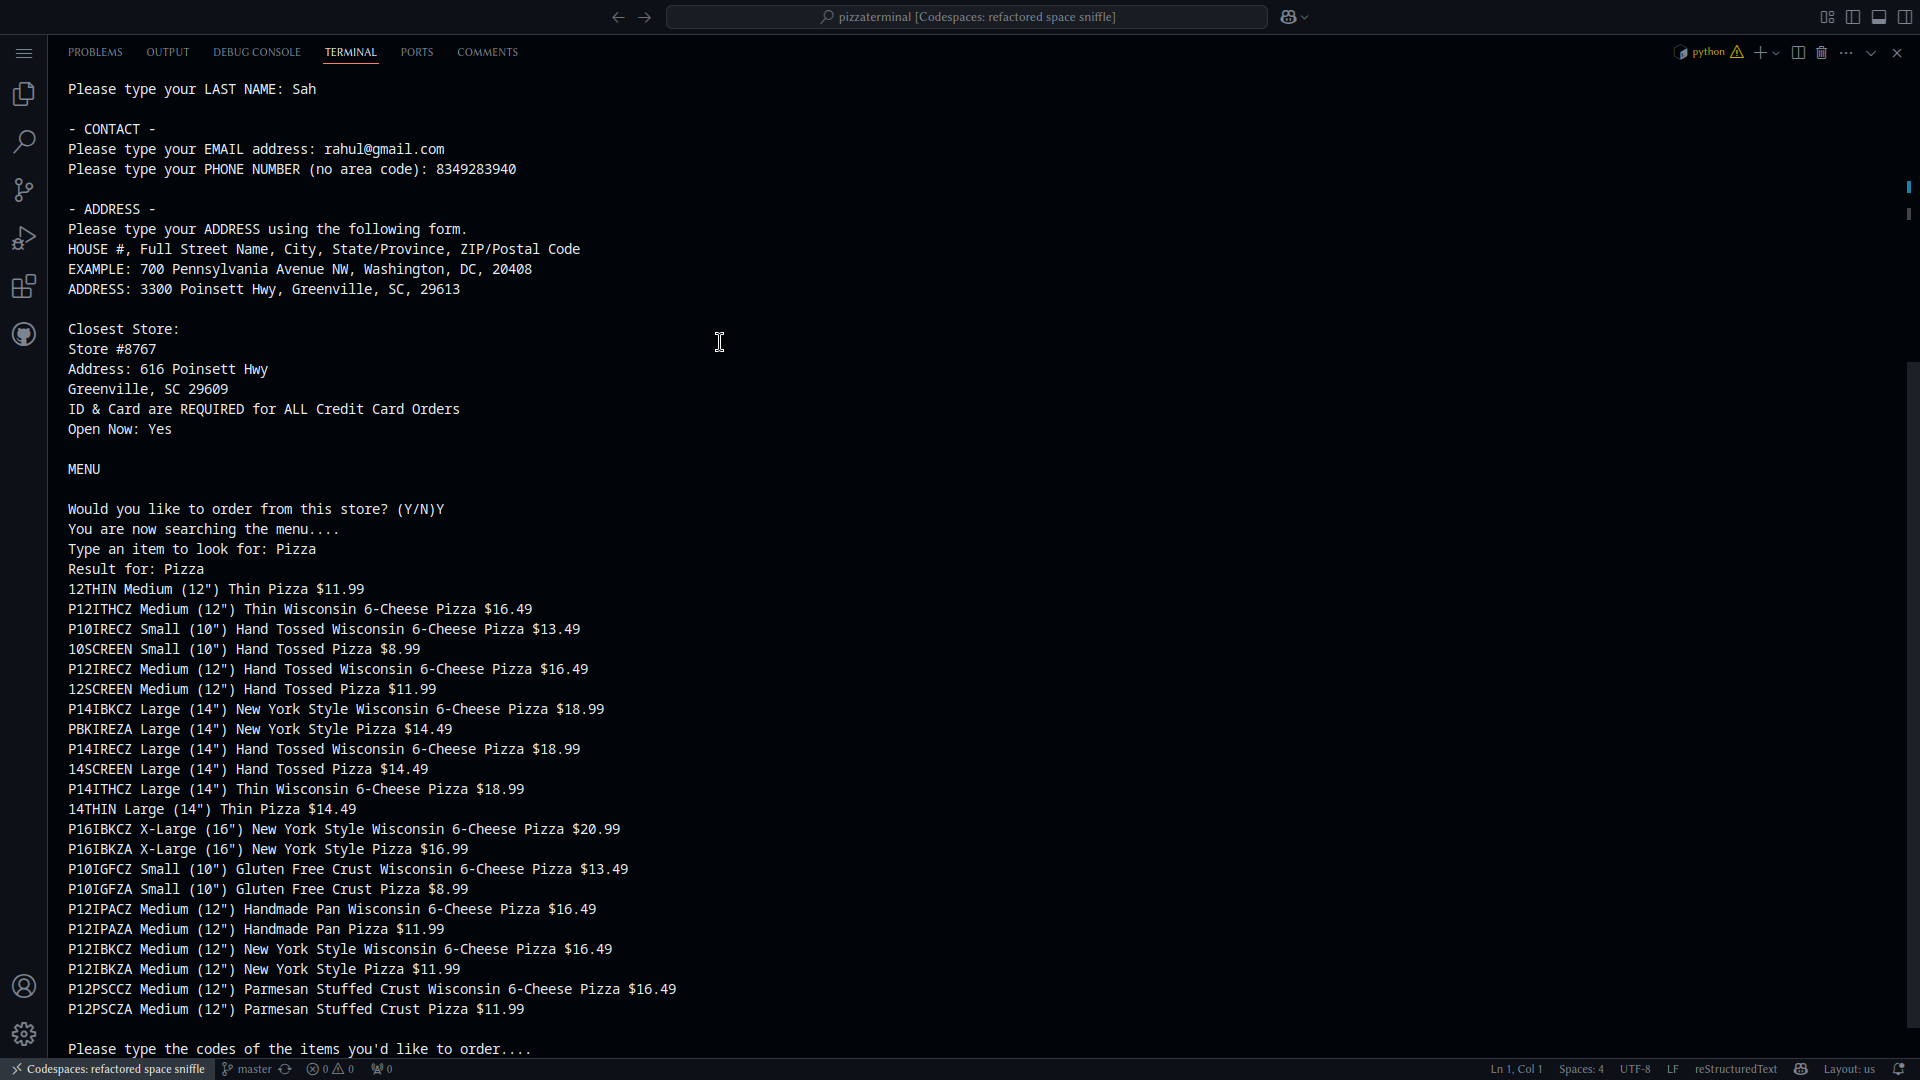 pizzaterminal [Codespaces: refactored space sniffle]
PROBLEMS OUTPUT DEBUG CONSOLE TERMINAL PORTS COMMENTS
python
Please type your LAST NAME: Sah
- CONTACT -
Please type your EMAIL address: rahul@gmail.com
Please type your PHONE NUMBER (no area code): 8349283940
- ADDRESS -
Please type your ADDRESS using the following form.
HOUSE #, Full Street Name, City, State/Province, ZIP/Postal Code
EXAMPLE: 700 Pennsylvania Avenue NW, Washington, DC, 20408
ADDRESS: 3300 Poinsett Hwy, Greenville, SC, 29613
Closest Store:
Store #8767
Address: 616 Poinsett Hwy
Greenville, SC 29609
ID & Card are REQUIRED for ALL Credit Card Orders
Open Now: Yes
MENU
Would you like to order from this store? (Y/N)Y
You are now searching the menu....
Type an item to look for: Pizza
Result for: Pizza
12THIN Medium (12") Thin Pizza $11.99
P12ITHCZ Medium (12") Thin Wisconsin 6-Cheese Pizza $16.49
P10IRECZ Small (10") Hand Tossed Wisconsin 6-Cheese Pizza $13.49
10SCREEN Small (10") Hand Tossed Pizza $8.99
P12IRECZ Medium (12") Hand Tossed Wisconsin 6-Cheese Pizza $16.49
12SCREEN Medium (12") Hand Tossed Pizza $11.99
P14IBKCZ Large (14") New York Style Wisconsin 6-Cheese Pizza $18.99
PBKIREZA Large (14") New York Style Pizza $14.49
P14IRECZ Large (14") Hand Tossed Wisconsin 6-Cheese Pizza $18.99
14SCREEN Large (14") Hand Tossed Pizza $14.49
P14ITHCZ Large (14") Thin Wisconsin 6-Cheese Pizza $18.99
14THIN Large (14") Thin Pizza $14.49
P16IBKCZ X-Large (16") New York Style Wisconsin 6-Cheese Pizza $20.99
P16IBKZA X-Large (16") New York Style Pizza $16.99
P10IGFCZ Small (10") Gluten Free Crust Wisconsin 6-Cheese Pizza $13.49
P10IGFZA Small (10") Gluten Free Crust Pizza $8.99
P12IPACZ Medium (12") Handmade Pan Wisconsin 6-Cheese Pizza $16.49
P12IPAZA Medium (12") Handmade Pan Pizza $11.99
P12IBKCZ Medium (12") New York Style Wisconsin 6-Cheese Pizza $16.49
P12IBKZA Medium (12") New York Style Pizza $11.99
P12PSCCZ Medium (12") Parmesan Stuffed Crust Wisconsin 6-Cheese Pizza $16.49
P12PSCZA Medium (12") Parmesan Stuffed Crust Pizza $11.99
Please type the codes of the items you'd like to order....
Codespaces: refactored space sniffle master 0 0 0 Ln 1, Col 1 Spaces: 4 UTF-8 LF reStructuredText Layout: us